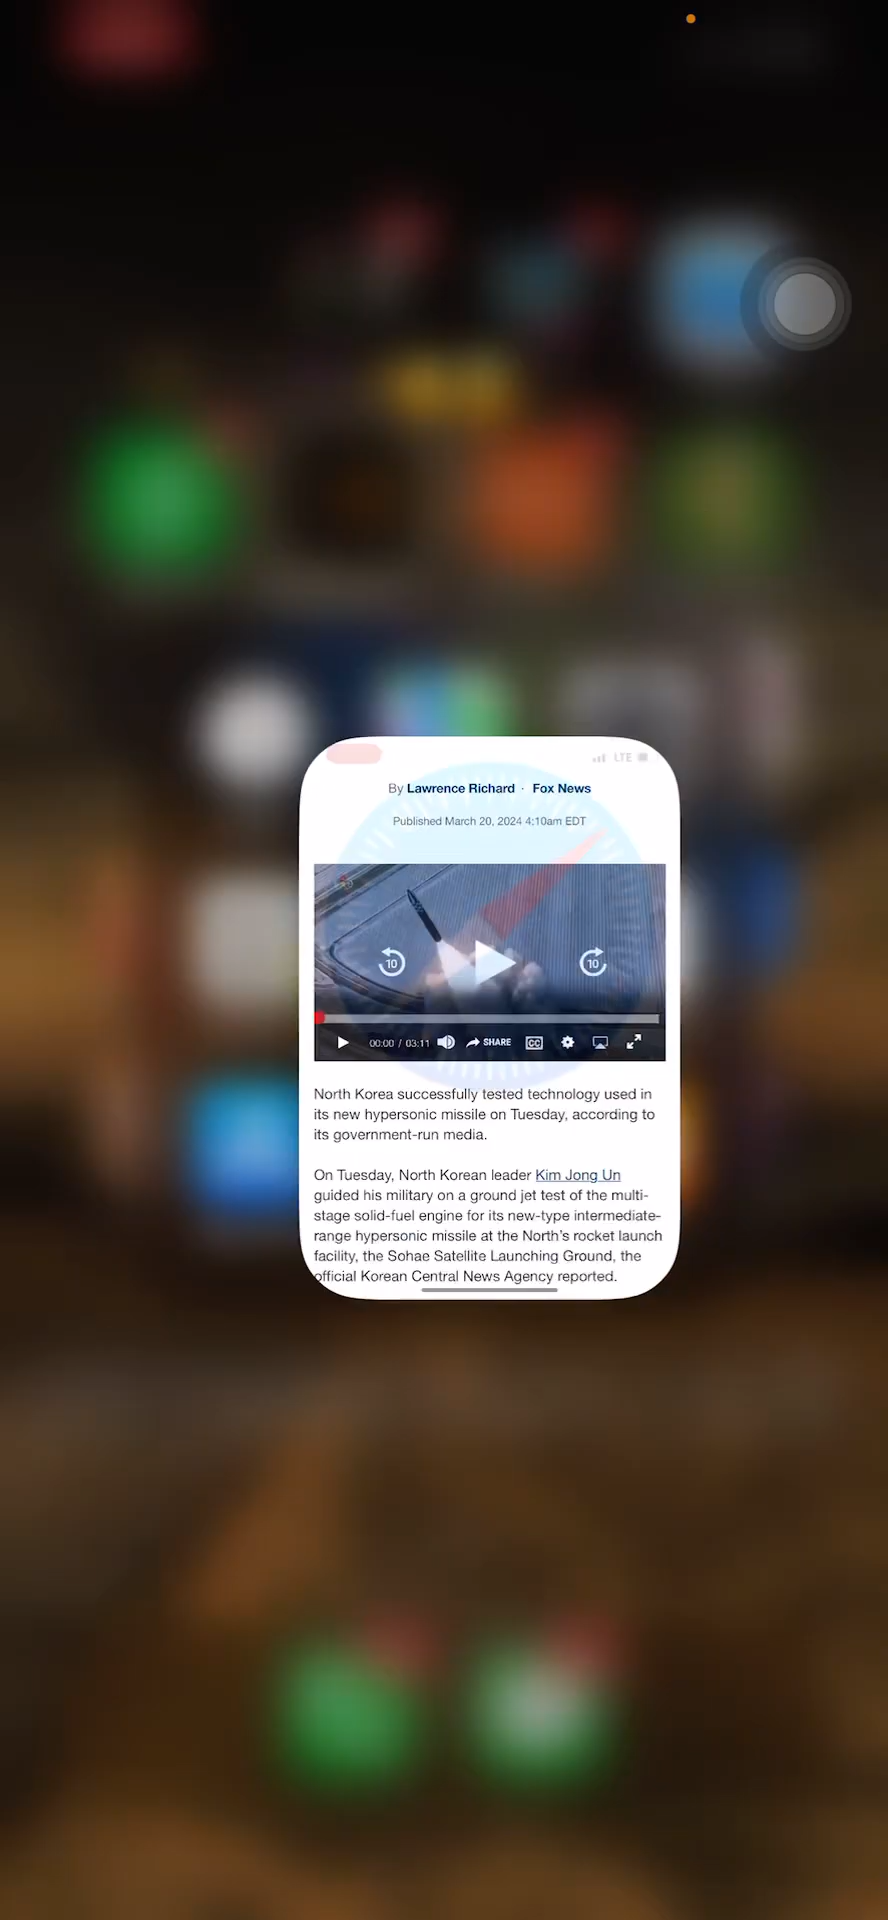 LTE
By Lawrence Richard · Fox News
Published March 20, 2024 4:10am EDT
10 10
00:00 / 03:11 SHARE CC
North Korea successfully tested technology used in
its new hypersonic missile on Tuesday, according to
its government-run media.
On Tuesday, North Korean leader Kim Jong Un
guided his military on a ground jet test of the multi-
stage solid-fuel engine for its new-type intermediate-
range hypersonic missile at the North's rocket launch
facility, the Sohae Satellite Launching Ground, the
official Korean Central News Agency reported.